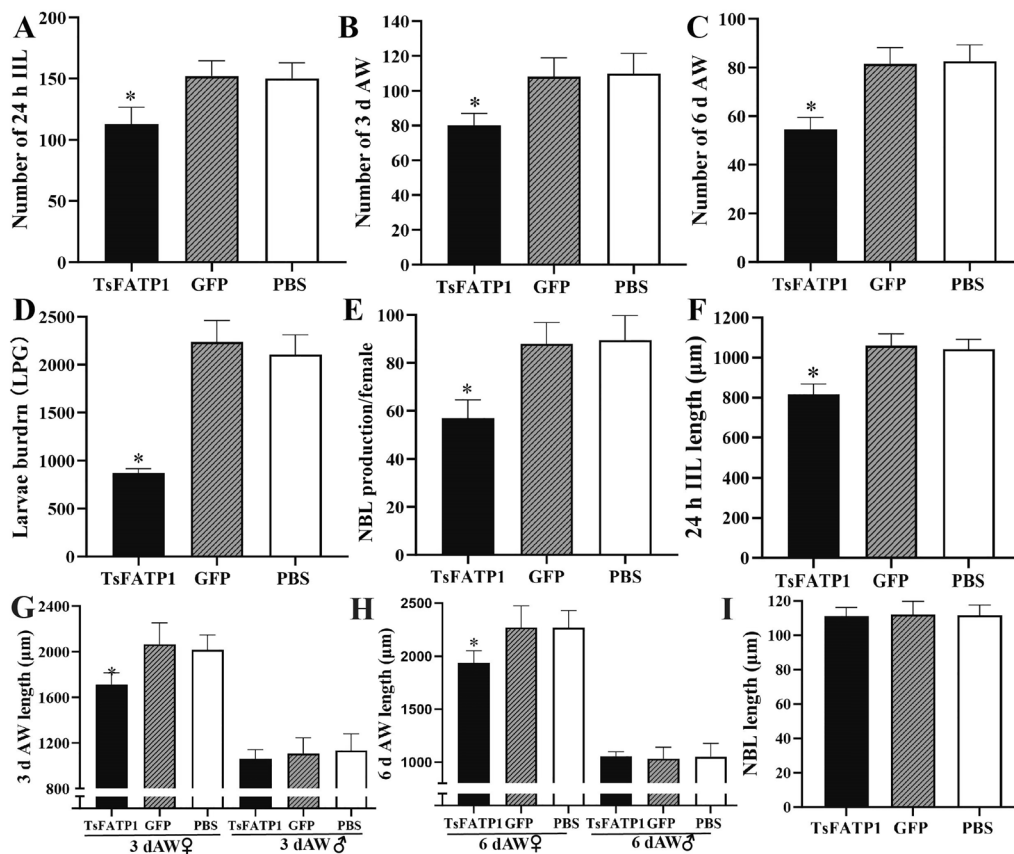 A
Number of 24 h IIL
200
150
100
50
0
*
TsFATP1 GFP PBS
B
Number of 3 d AW
140
120
100
80
60
40
20
0
*
TsFATP1 GFP PBS
C
Number of 6 d AW
100
80
60
40
20
0
*
TsFATP1 GFP PBS
D
Larvae burdrn (LPG)
2500
2000
1500
1000
500
0
*
TsFATP1 GFP PBS
E
NBL production/female
100
80
60
40
20
0
*
TsFATP1 GFP PBS
F
24 h IIL length (μm)
1200
1000
800
600
400
200
0
*
TsFATP1 GFP PBS
G
3 d AW length (μm)
2400
2000
1600
1200
800
*
TsFATP1 GFP PBS TsFATP1 GFP PBS
3 dAW♀ 3 dAW♂
H
6 d AW length (μm)
2500
2000
1000
*
TsFATP1 GFP PBS TsFATP1 GFP PBS
6 dAW♀ 6 dAW♂
I
NBL length (μm)
120
100
80
60
40
20
0
TsFATP1 GFP PBS